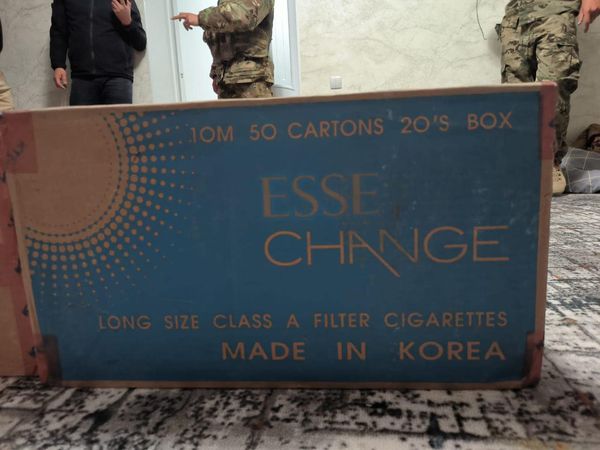 10M 50 CARTONS 20'S BOX
ESSE
CHANGE
LONG SIZE CLASS A FILTER CIGARETTES
MADE IN KOREA